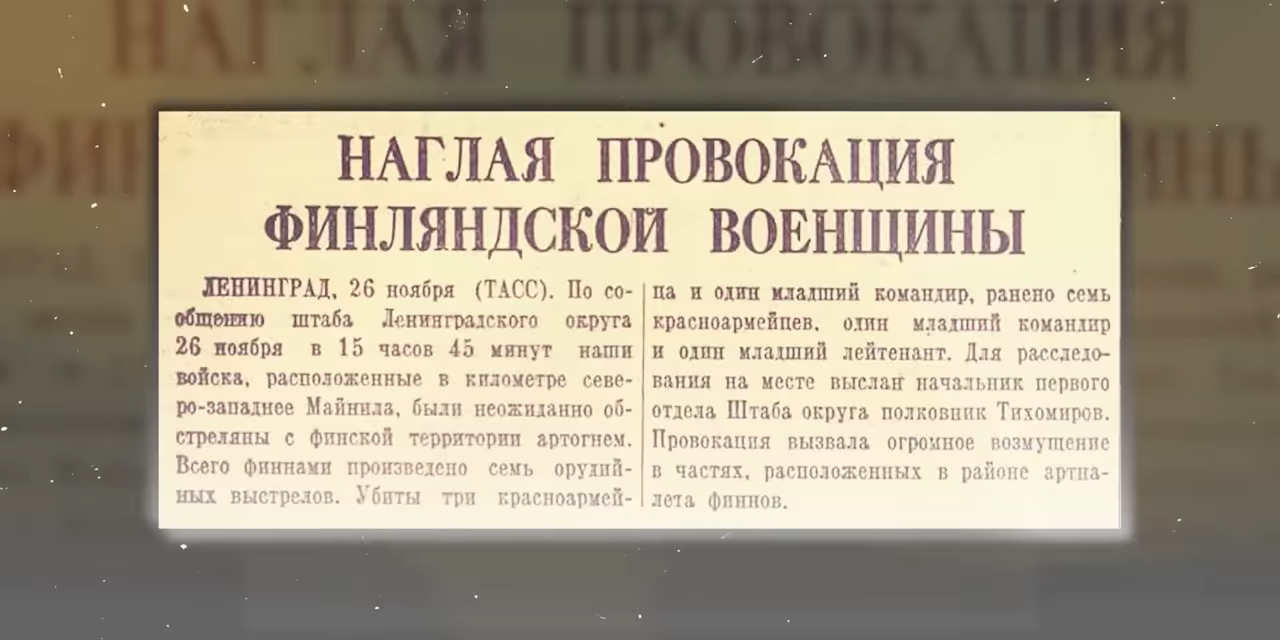 НАГЛАЯ ПРОВОКАЦИЯ
ФИНЛЯНДСКОЙ ВОЕНЩИНЫ
ЛЕНИНГРАД, 26 ноября (ТАСС). По со-
общению штаба Ленинградского округа
26 ноября в 15 часов 45 минут наши
войска, расположенные в километре севе-
ро-западнее Майнила, были неожиданно об-
стреляны с финской территории артогнем.
Всего финнами произведено семь орудий-
ных выстрелов. Убиты три красноармей-
ца и один младший командир, ранено семь
красноармейцев, один младший командир
и один младший лейтенант. Для расследо-
вания на месте выслан начальник первого
отдела Штаба округа полковник Тихомиров.
Провокация вызвала огромное возмущение
в частях, расположенных в районе артна-
лета финнов.